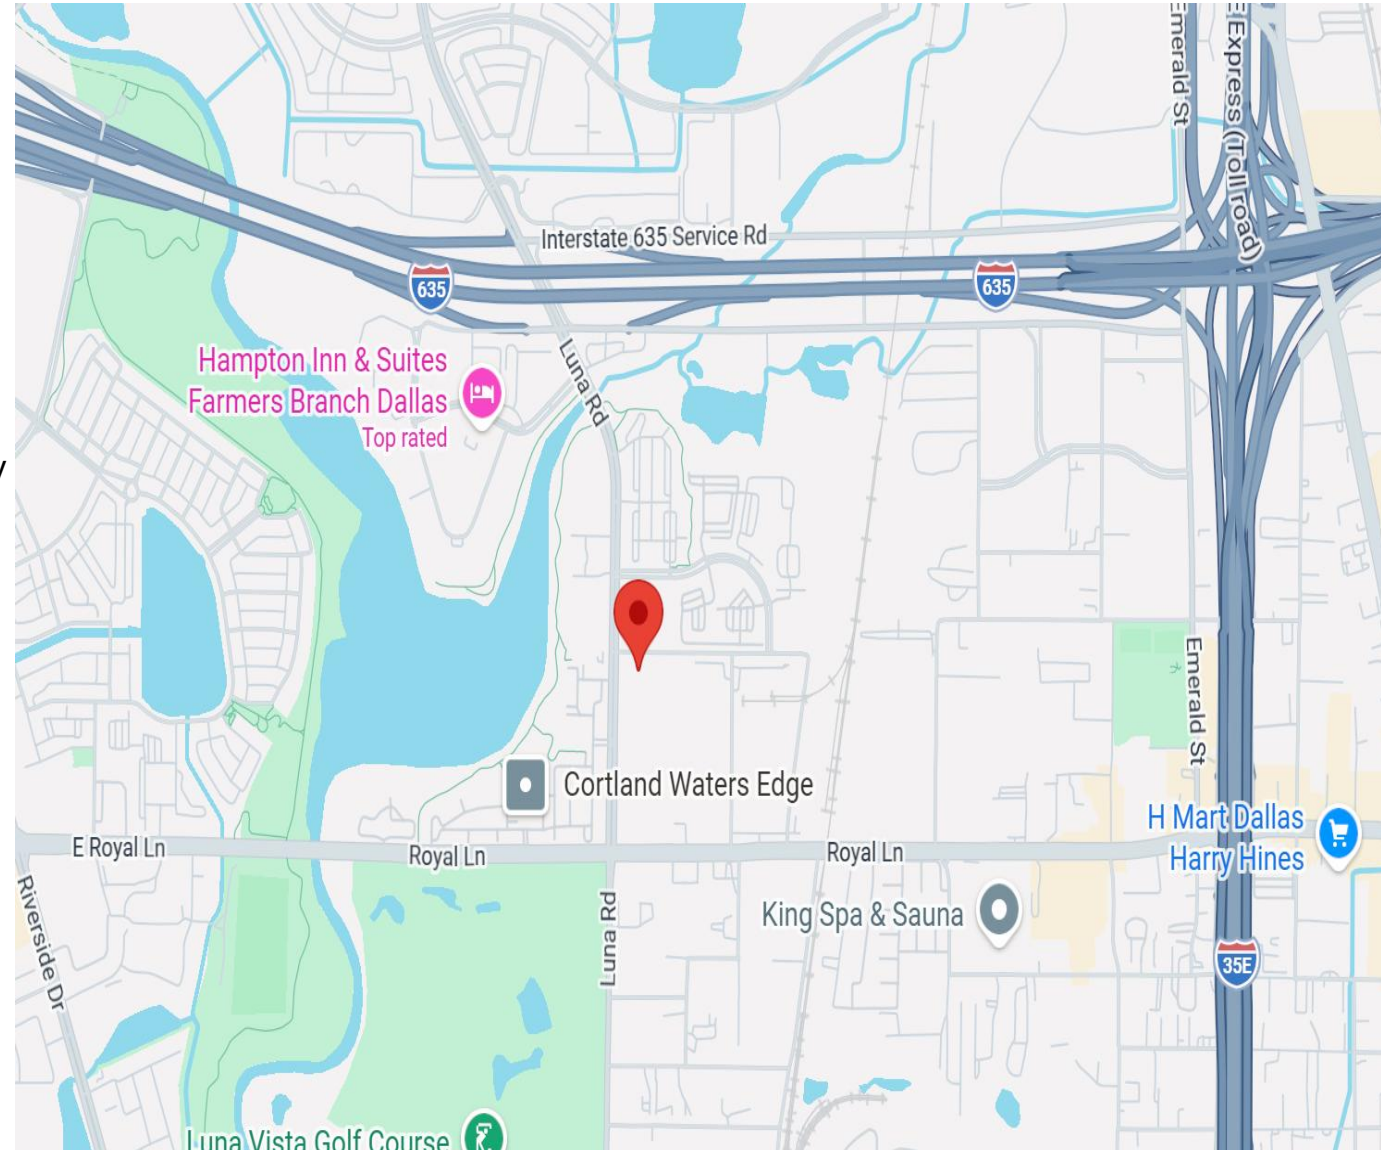 Emerald St
E Express (Toll road)
Interstate 635 Service Rd
635
635
Luna Rd
Hampton Inn & Suites
Farmers Branch Dallas
Top rated
y
Emerald St
Cortland Waters Edge
H Mart Dallas
Harry Hines
E Royal Ln
Royal Ln
Royal Ln
Riverside Dr
King Spa & Sauna
Luna Rd
35E
Luna Vista Golf Course